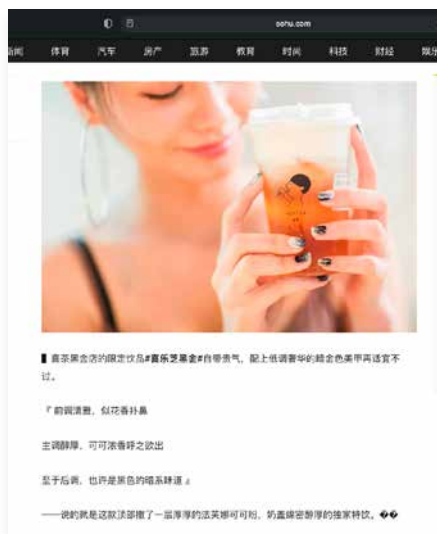 sohu.com
新闻 体育 汽车 房产 旅游 教育 时尚 科技 财经 娱乐
▌喜茶黑金店的限定饮品#喜乐芝黑金#自带贵气，配上低调奢华的暗金色美甲再适宜不
过。
『 前调清雅，似花香扑鼻
主调醇厚，可可浓香呼之欲出
至于后调，也许是黑色的暗系味道 』
——说的就是这款顶部撒了一层厚厚的法芙娜可可粉，奶盖绵密醇厚的独家特饮。��